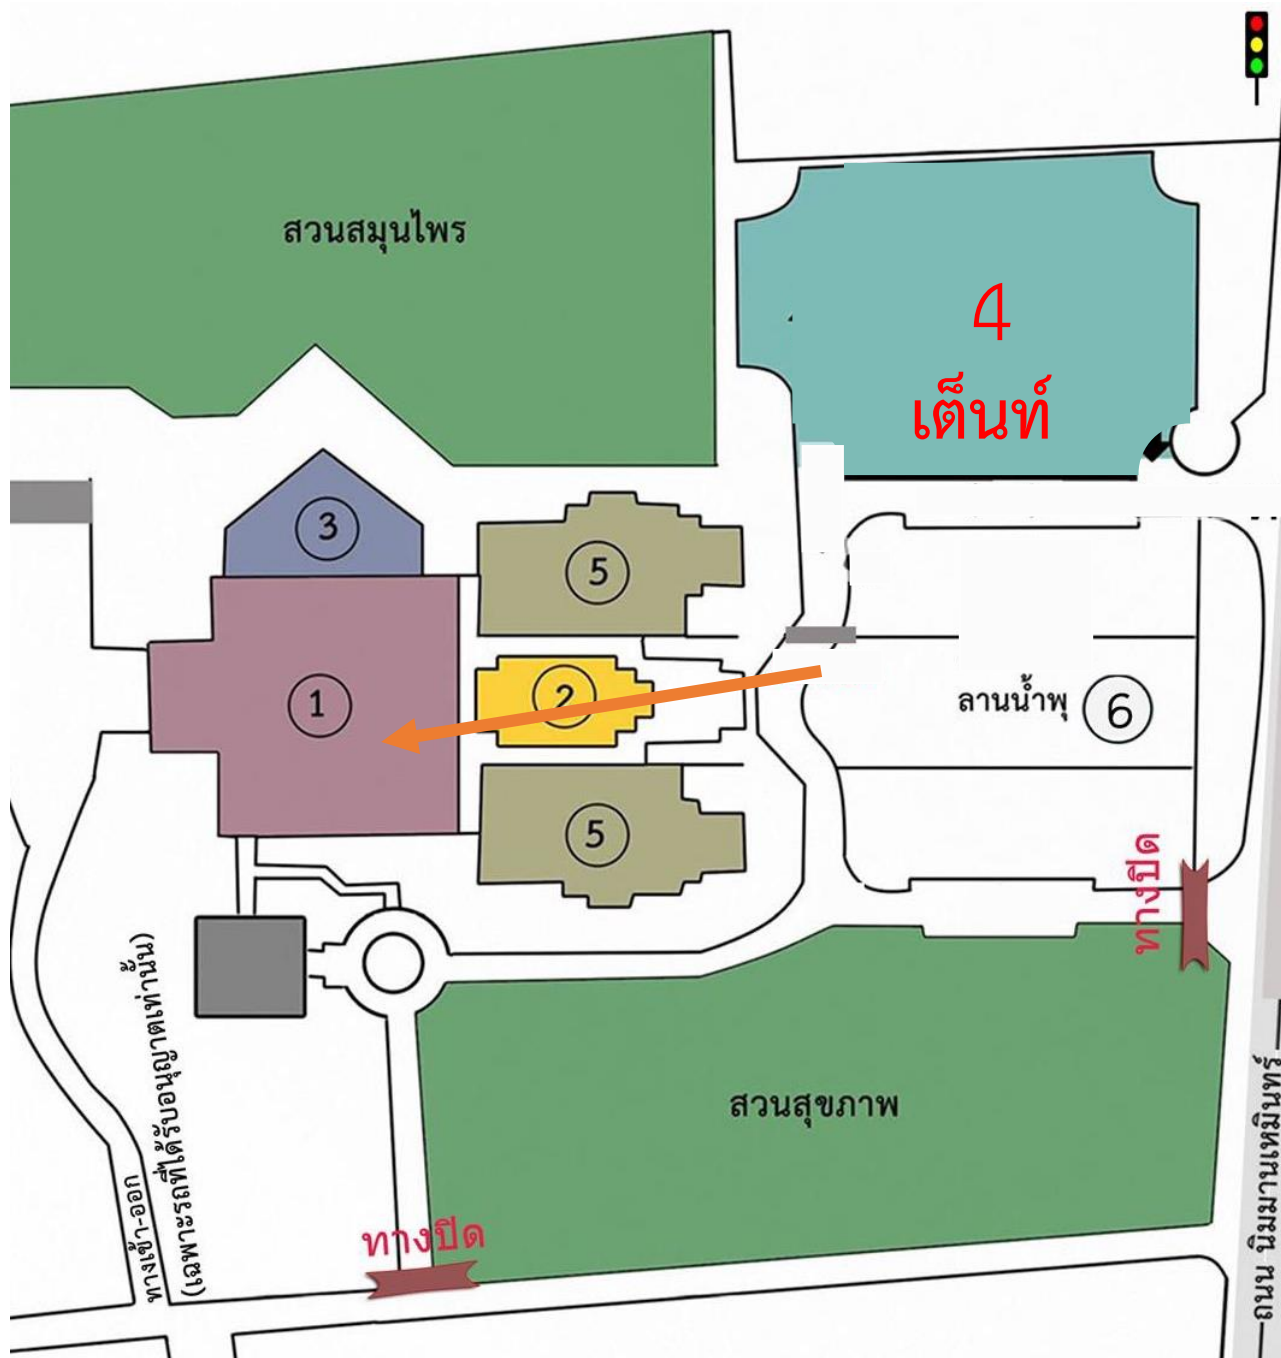 สวนสมุนไพร
4
เต็นท์
3
5
1
2
ลานน้ำพุ 6
5
ทางปิด
สวนสุขภาพ
ทางปิด
ทางเข้า-ออก
(เฉพาะรถที่ได้รับอนุญาตเท่านั้น)
ถนน นิมมานเหมินทร์